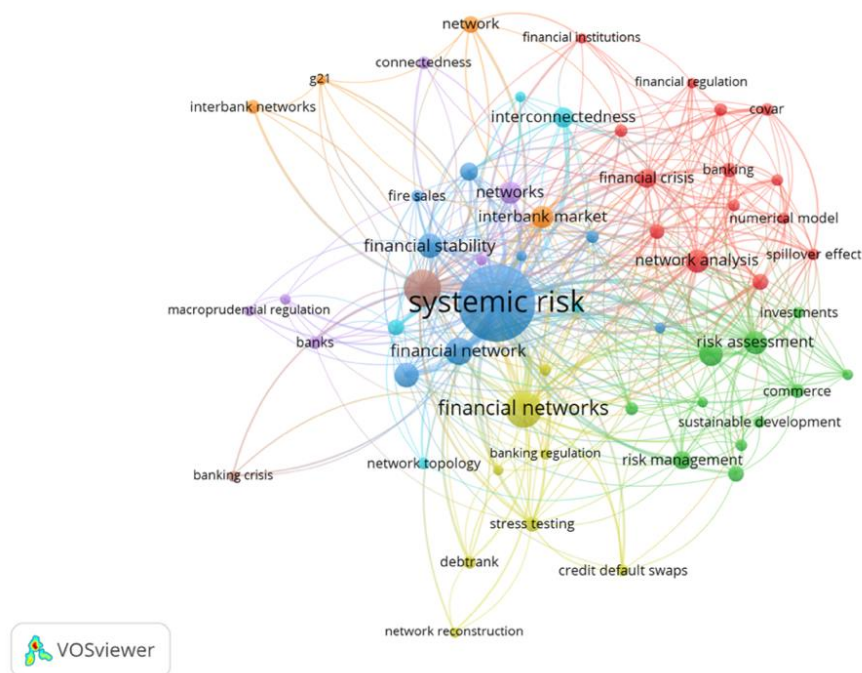 network
financial institutions
connectedness
g21
financial regulation
interbank networks
interconnectedness
covar
banking
financial crisis
fire sales
networks
interbank market
numerical model
financial stability
spillover effect
network analysis
systemic risk
macroprudential regulation
investments
banks
risk assessment
financial network
commerce
financial networks
sustainable development
banking regulation
risk management
network topology
banking crisis
stress testing
debtrank
credit default swaps
network reconstruction
VOSviewer